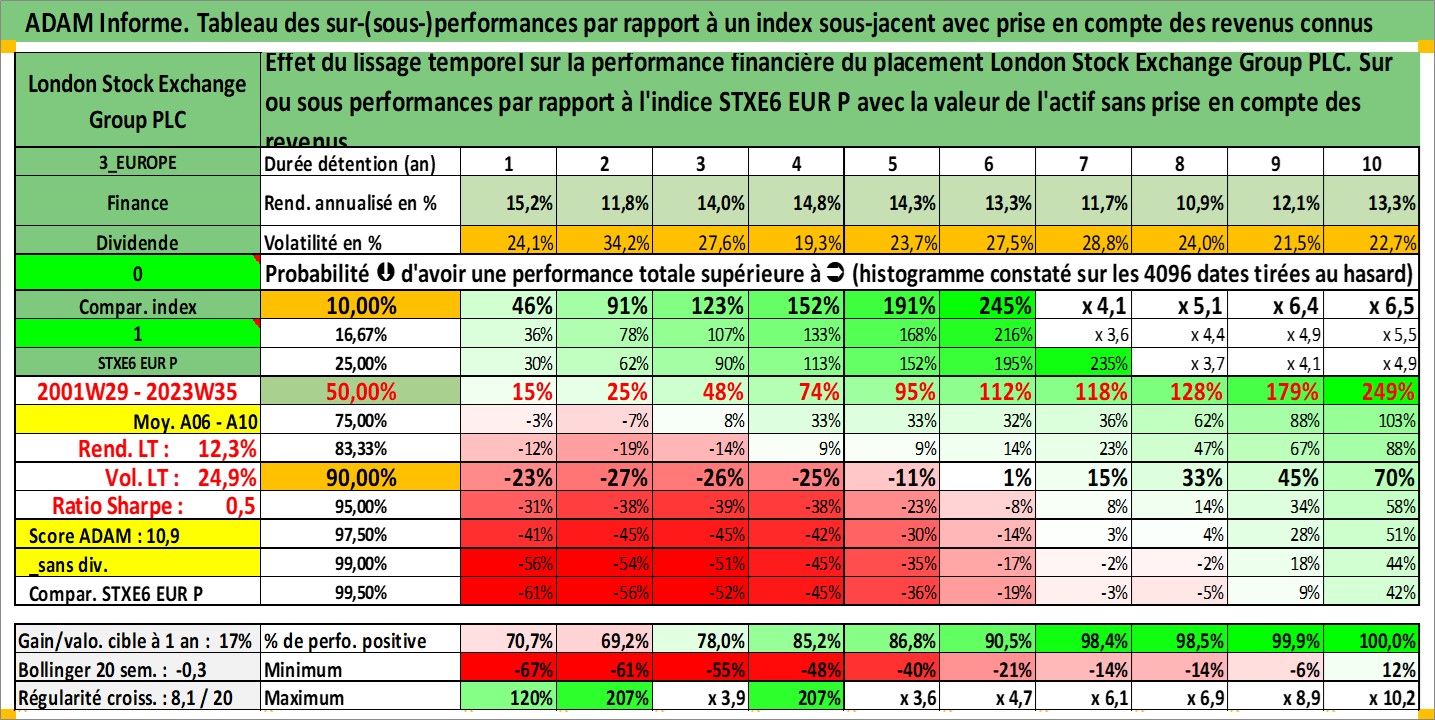 ADAM Informe. Tableau des sur-(sous-)performances par rapport à un index sous-jacent avec prise en compte des revenus connus
London Stock Exchange Group PLC
Effet du lissage temporel sur la performance financière du placement London Stock Exchange Group PLC. Sur
ou sous performances par rapport à l'indice STXE6 EUR P avec la valeur de l'actif sans prise en compte des
revenus
3_EUROPE Durée détention (an) 1 2 3 4 5 6 7 8 9 10
Finance Rend. annualisé en % 15,2% 11,8% 14,0% 14,8% 14,3% 13,3% 11,7% 10,9% 12,1% 13,3%
Dividende Volatilité en % 24,1% 34,2% 27,6% 19,3% 23,7% 27,5% 28,8% 24,0% 21,5% 22,7%
0 Probabilité d'avoir une performance totale supérieure à (histogramme constaté sur les 4096 dates tirées au hasard)
Compar. index 10,00% 46% 91% 123% 152% 191% 245% x 4,1 x 5,1 x 6,4 x 6,5
1 16,67% 36% 78% 107% 133% 168% 216% x 3,6 x 4,4 x 4,9 x 5,5
STXE6 EUR P 25,00% 30% 62% 90% 113% 152% 195% 235% x 3,7 x 4,1 x 4,9
2001W29 - 2023W35 50,00% 15% 25% 48% 74% 95% 112% 118% 128% 179% 249%
Moy. A06 - A10 75,00% -3% -7% 8% 33% 33% 32% 36% 62% 88% 103%
Rend. LT : 12,3% 83,33% -12% -19% -14% 9% 9% 14% 23% 47% 67% 88%
Vol. LT : 24,9% 90,00% -23% -27% -26% -25% -11% 1% 15% 33% 45% 70%
Ratio Sharpe : 0,5 95,00% -31% -38% -39% -38% -23% -8% 8% 14% 34% 58%
Score ADAM : 10,9 97,50% -41% -45% -45% -42% -30% -14% 3% 4% 28% 51%
_sans div. 99,00% -56% -54% -51% -45% -35% -17% -2% -2% 18% 44%
Compar. STXE6 EUR P 99,50% -61% -56% -52% -45% -36% -19% -3% -5% 9% 42%
Gain/valo. cible à 1 an : 17% % de perfo. positive 70,7% 69,2% 78,0% 85,2% 86,8% 90,5% 98,4% 98,5% 99,9% 100,0%
Bollinger 20 sem. : -0,3 Minimum -67% -61% -55% -48% -40% -21% -14% -14% -6% 12%
Régularité croiss. : 8,1 / 20 Maximum 120% 207% x 3,9 207% x 3,6 x 4,7 x 6,1 x 6,9 x 8,9 x 10,2